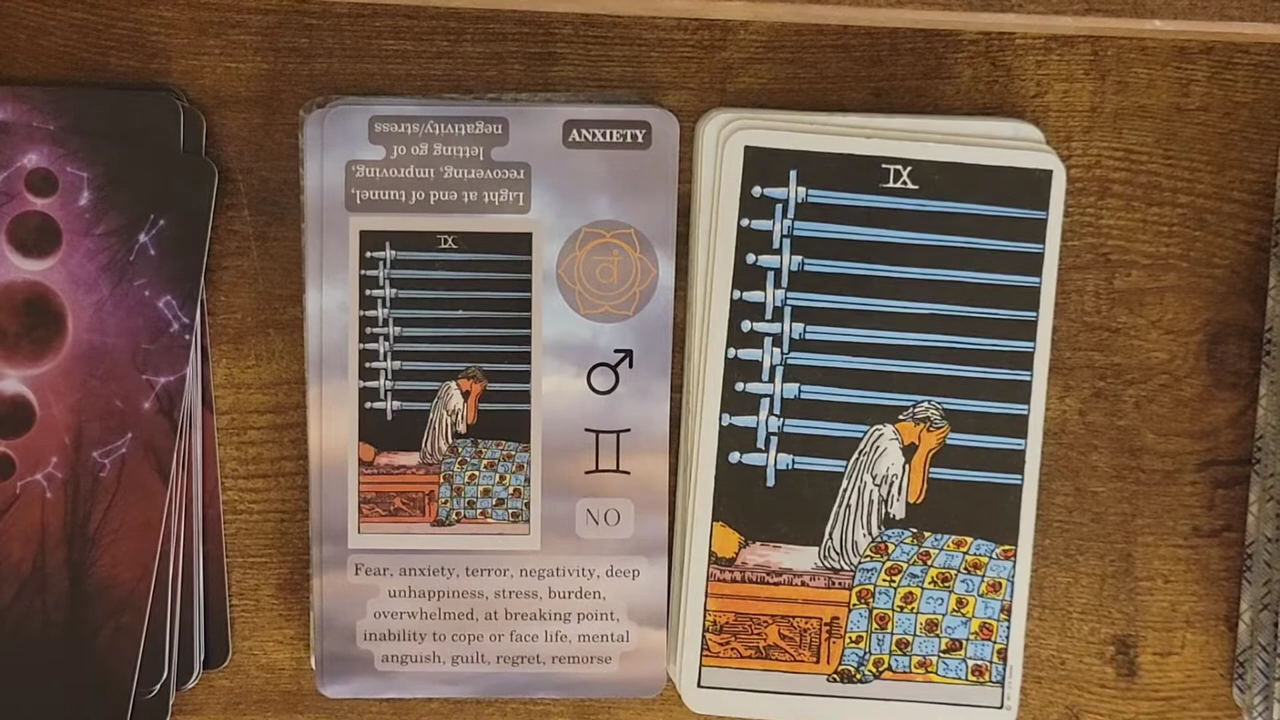 negativity/stress
letting go of
recovering, improving,
Light at end of tunnel,
ANXIETY
IX
वं
NO
Fear, anxiety, terror, negativity, deep
unhappiness, stress, burden,
overwhelmed, at breaking point,
inability to cope or face life, mental
anguish, guilt, regret, remorse
IX